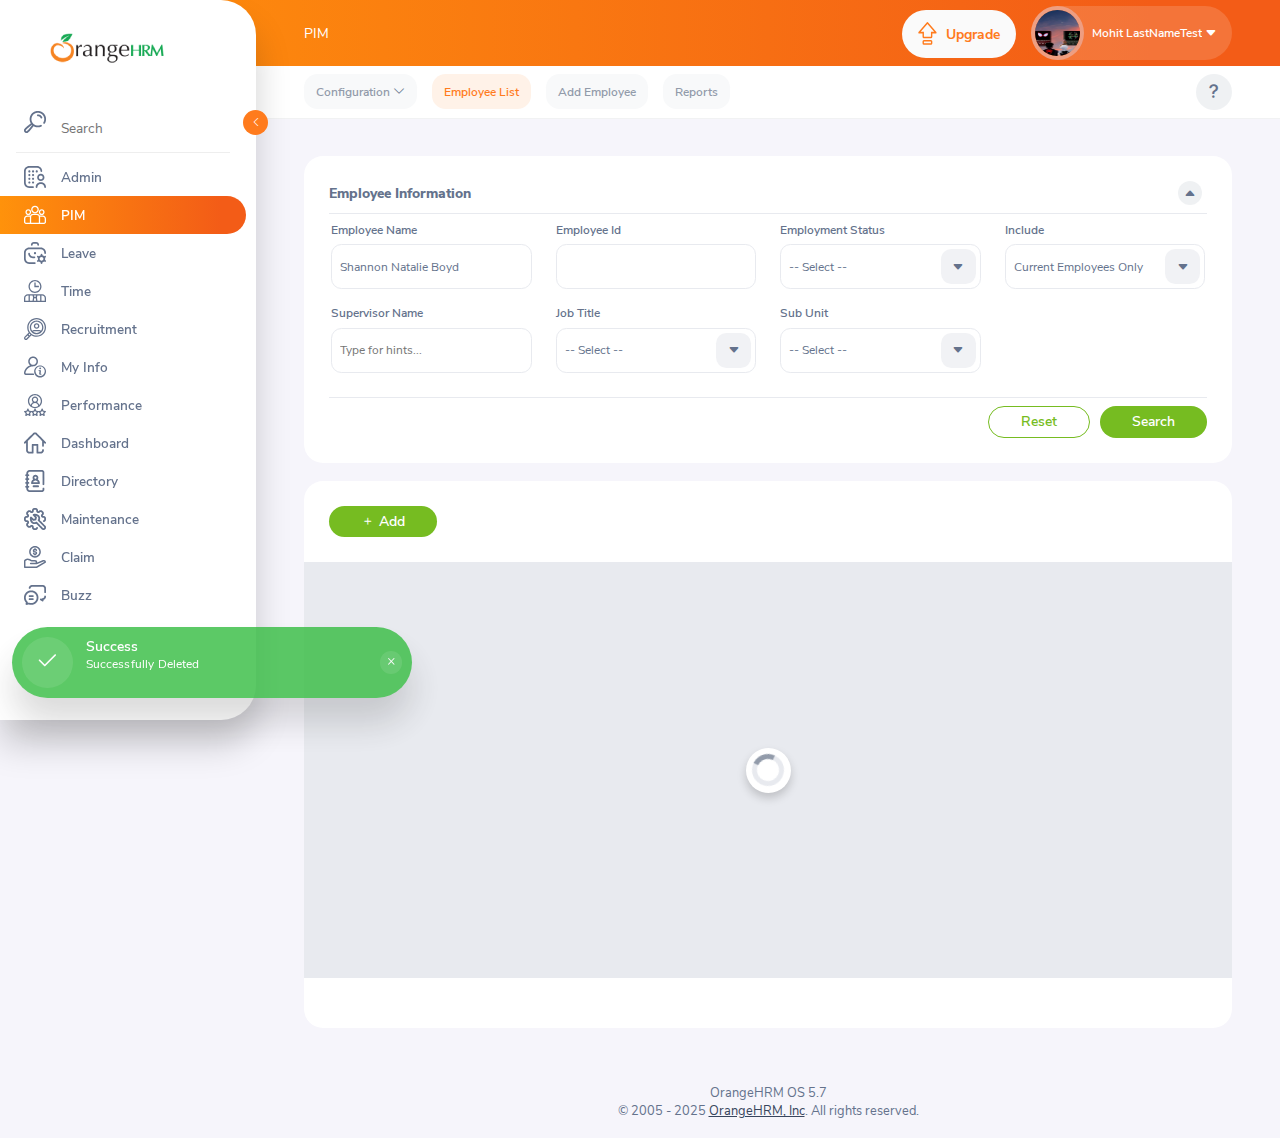 OrangeHRM
PIM
Upgrade
Mohit LastNameTest
Configuration
Employee List
Add Employee
Reports
?
Search
Admin
PIM
Leave
Time
Recruitment
My Info
Performance
Dashboard
Directory
Maintenance
Claim
Buzz
Employee Information
Employee Name
Employee Id
Employment Status
Include
Shannon Natalie Boyd
-- Select --
Current Employees Only
Supervisor Name
Job Title
Sub Unit
Type for hints...
-- Select --
-- Select --
Reset
Search
+ Add
Success
Successfully Deleted
×
OrangeHRM OS 5.7
© 2005 - 2025 OrangeHRM, Inc. All rights reserved.